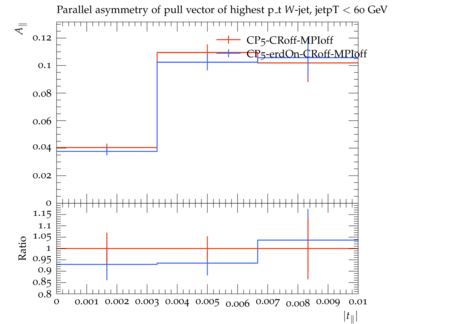 Parallel asymmetry of pull vector of highest p_t W-jet, jetpT < 60 GeV
A∥
0.12
0.1
0.08
0.06
0.04
0.02
0
CP5-CRoff-MPIoff
CP5-erdOn-CRoff-MPIoff
Ratio
1.15
1.1
1.05
1
0.95
0.9
0.85
0.8
0 0.001 0.002 0.003 0.004 0.005 0.006 0.007 0.008 0.009 0.01
|t∥|